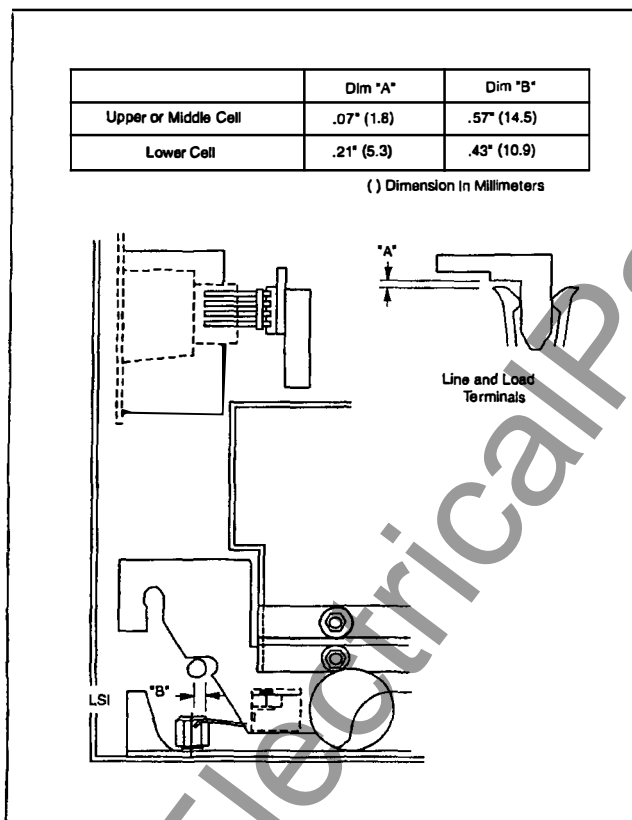 Dim "A" Dim "B"
Upper or Middle Cell .07" (1.8) .57" (14.5)
Lower Cell .21" (5.3) .43" (10.9)
( ) Dimension In Millimeters
"A"
Line and Load
Terminals
"B"
LSI